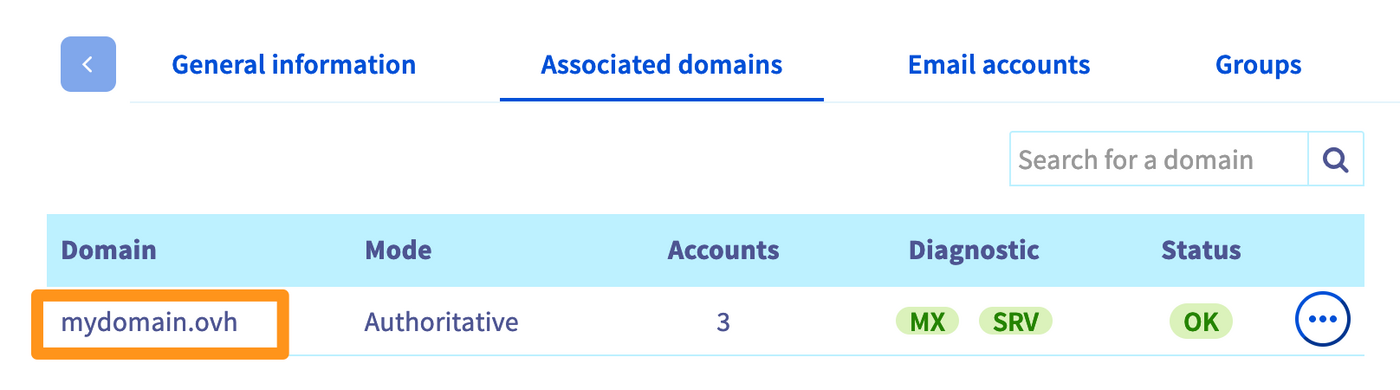 General information Associated domains Email accounts Groups
Search for a domain
Domain Mode Accounts Diagnostic Status
mydomain.ovh Authoritative 3 MX SRV OK